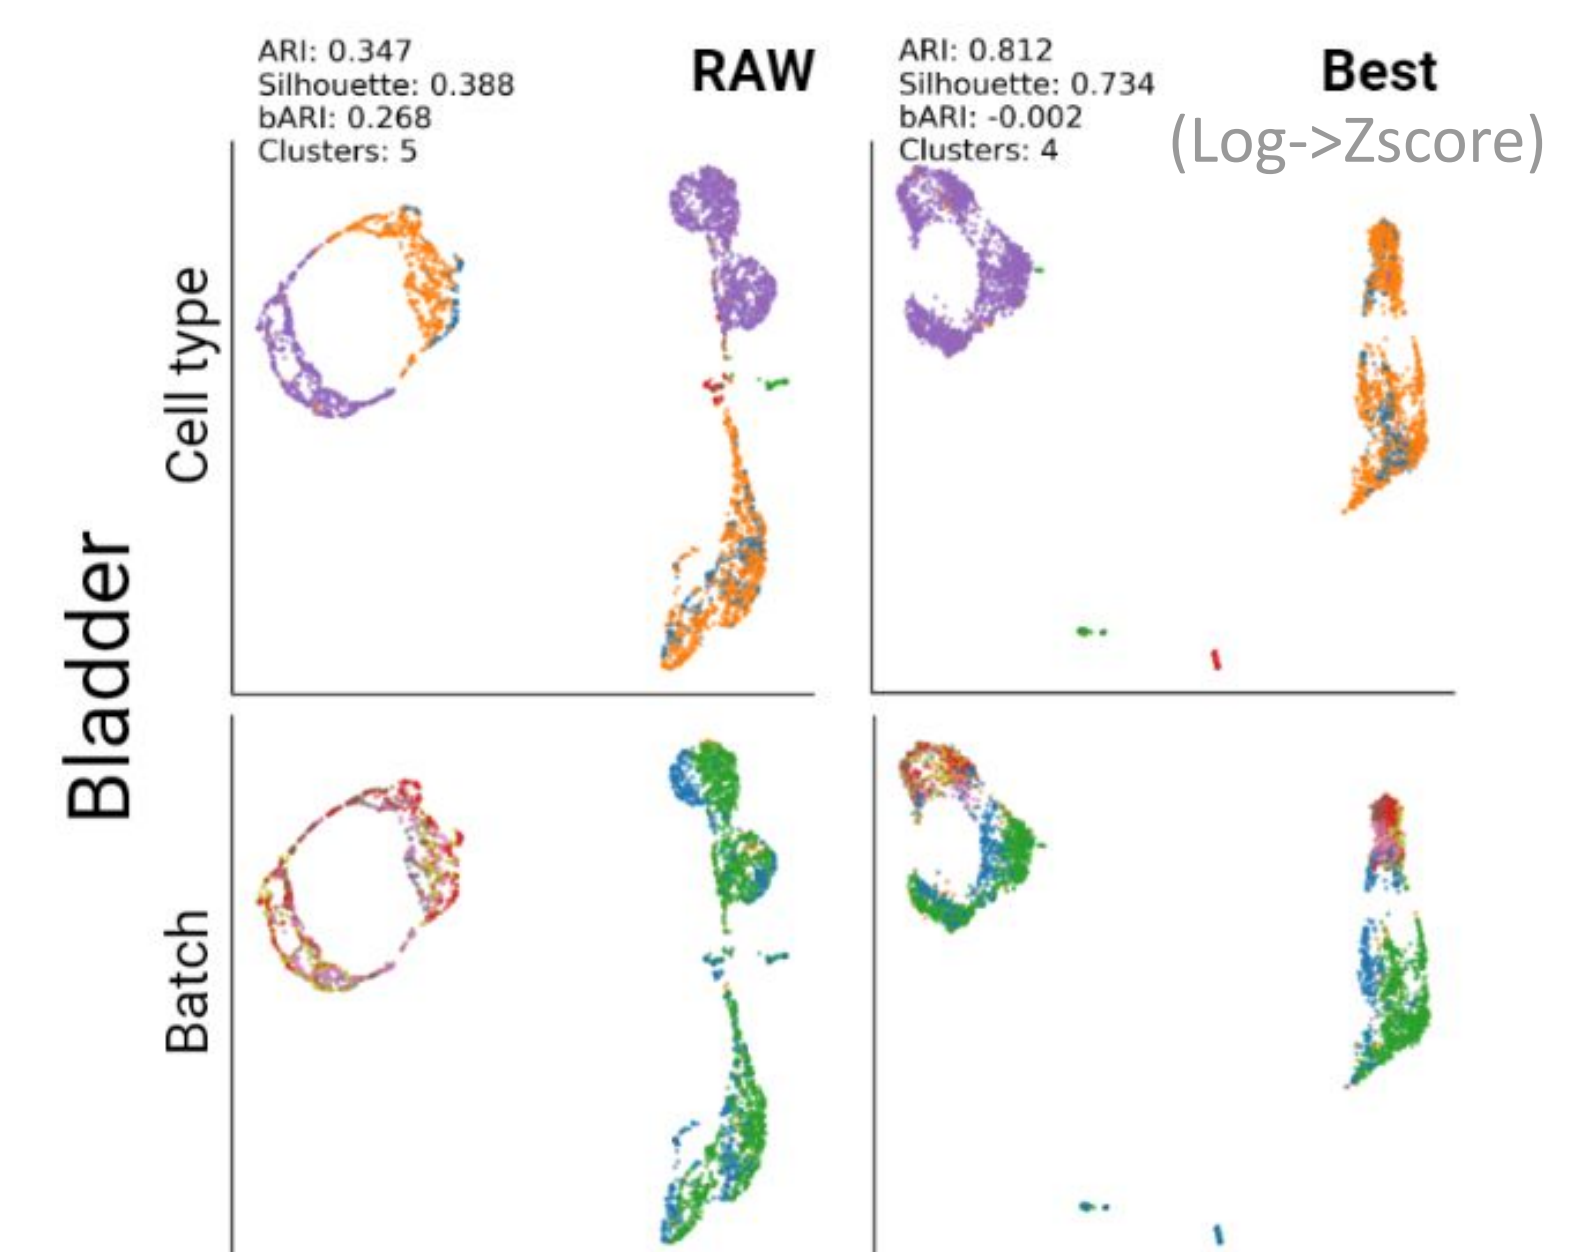 ARI: 0.347
Silhouette: 0.388
bARI: 0.268
Clusters: 5
RAW
ARI: 0.812
Silhouette: 0.734
bARI: -0.002
Clusters: 4
Best
(Log->Zscore)
Cell type
Bladder
Batch